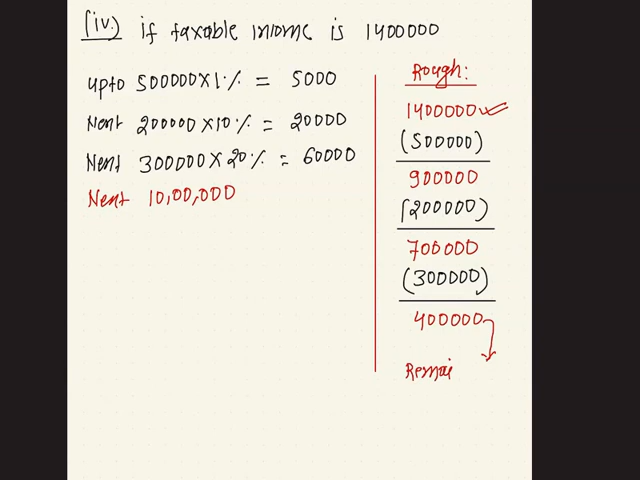 (iv.) if taxable income is 1400000
upto 500000 x 1% = 5000
Next 200000 x 10% = 20000
Next 300000 x 20% = 60000
Next 10,00,000
Rough:
1400000
(500000)
900000
(200000)
700000
(300000)
400000
Remai